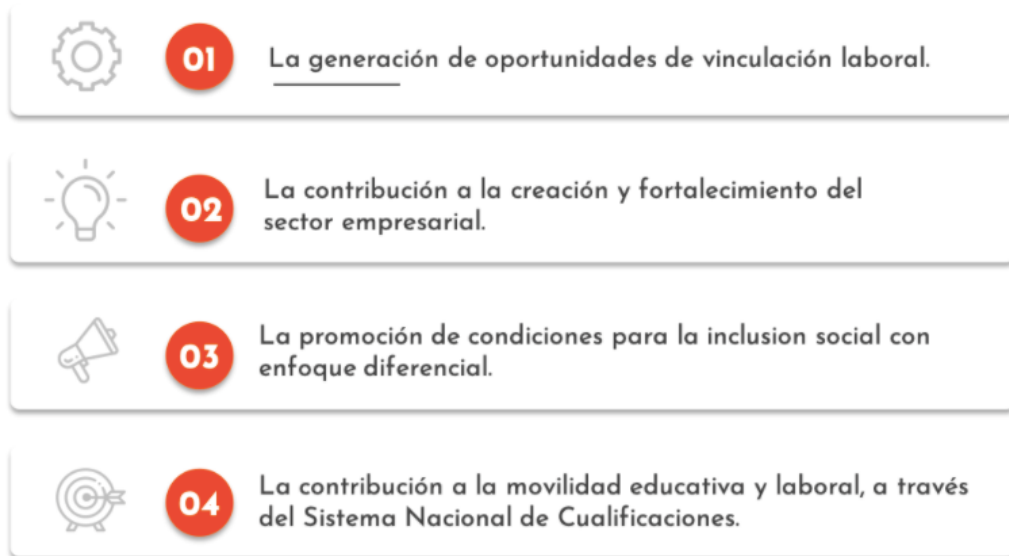 01
La generación de oportunidades de vinculación laboral.
02
La contribución a la creación y fortalecimiento del
sector empresarial.
03
La promoción de condiciones para la inclusion social con
enfoque diferencial.
04
La contribución a la movilidad educativa y laboral, a través
del Sistema Nacional de Cualificaciones.